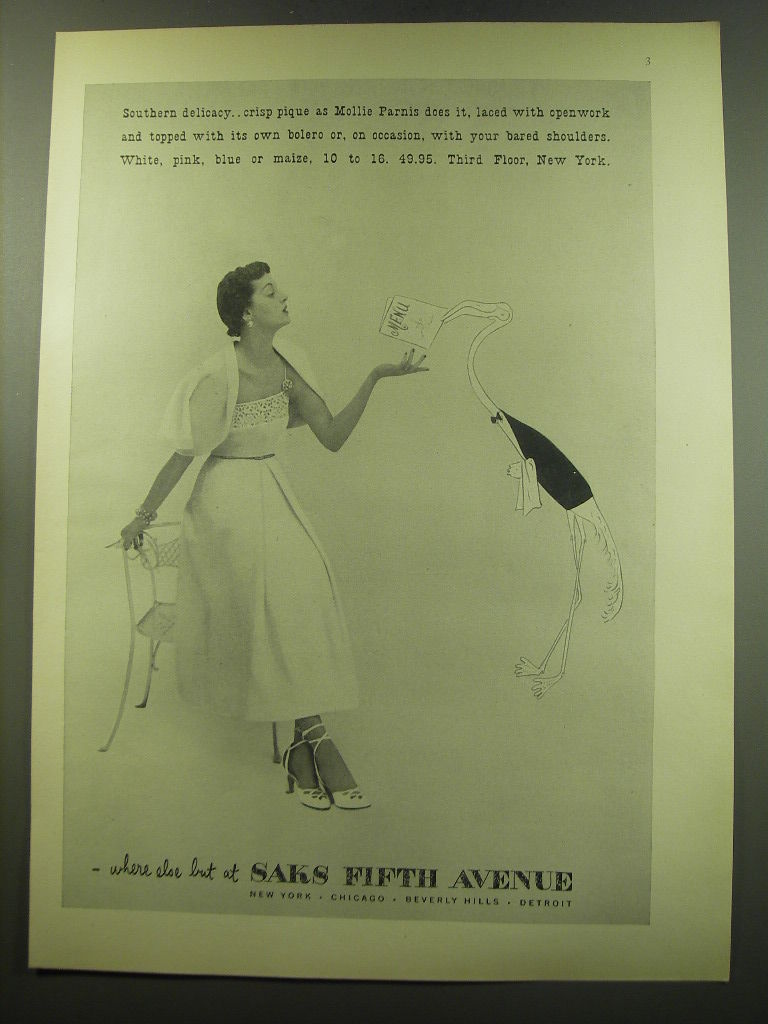 3
Southern delicacy..crisp pique as Mollie Parnis does it, laced with openwork
and topped with its own bolero or, on occasion, with your bared shoulders.
White, pink, blue or maize, 10 to 16. 49.95. Third Floor, New York.
MENU
- where else but at SAKS FIFTH AVENUE
NEW YORK · CHICAGO · BEVERLY HILLS · DETROIT